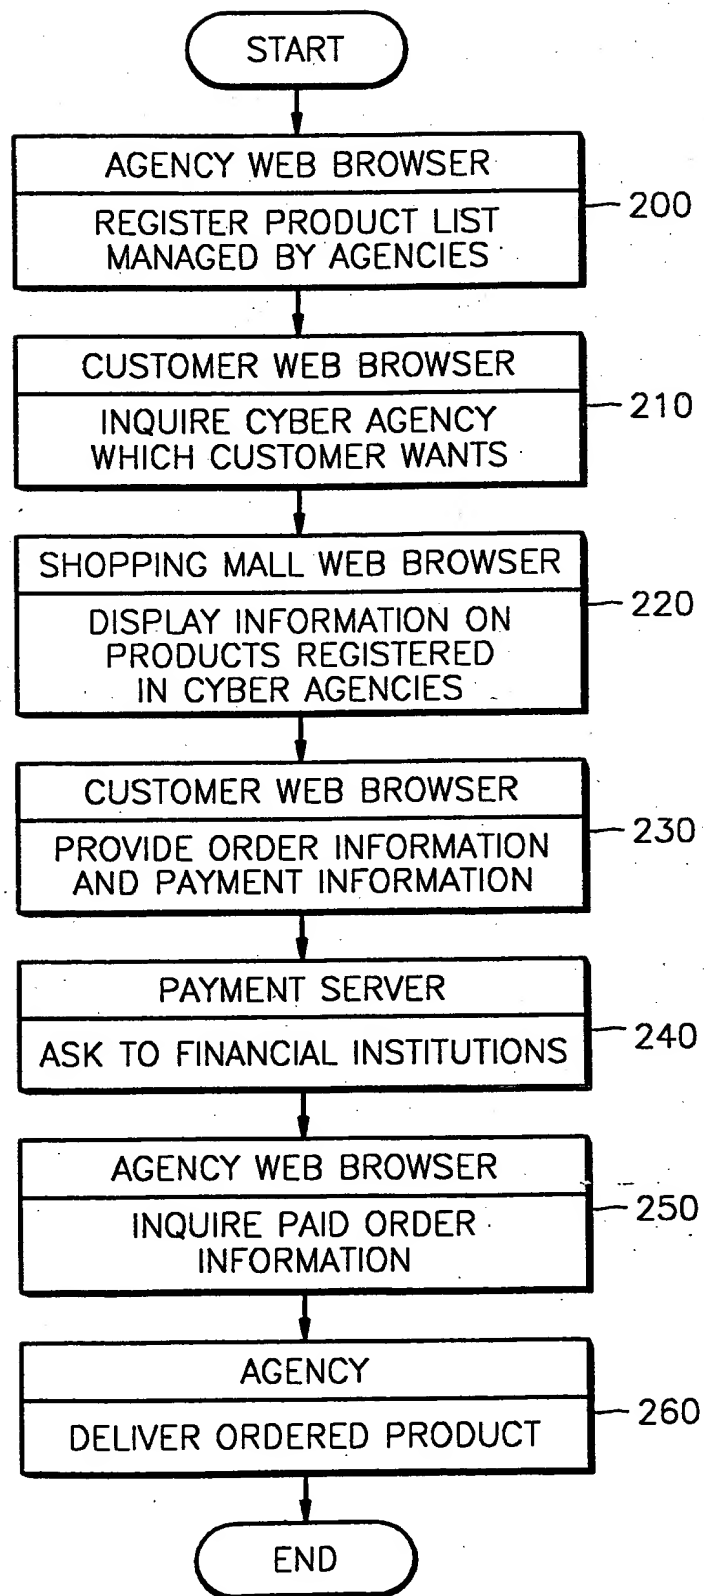 START
AGENCY WEB BROWSER
REGISTER PRODUCT LIST
MANAGED BY AGENCIES
200
CUSTOMER WEB BROWSER
INQUIRE CYBER AGENCY
WHICH CUSTOMER WANTS
210
SHOPPING MALL WEB BROWSER
DISPLAY INFORMATION ON
PRODUCTS REGISTERED
IN CYBER AGENCIES
220
CUSTOMER WEB BROWSER
PROVIDE ORDER INFORMATION
AND PAYMENT INFORMATION
230
PAYMENT SERVER
ASK TO FINANCIAL INSTITUTIONS
240
AGENCY WEB BROWSER
INQUIRE PAID ORDER
INFORMATION
250
AGENCY
DELIVER ORDERED PRODUCT
260
END